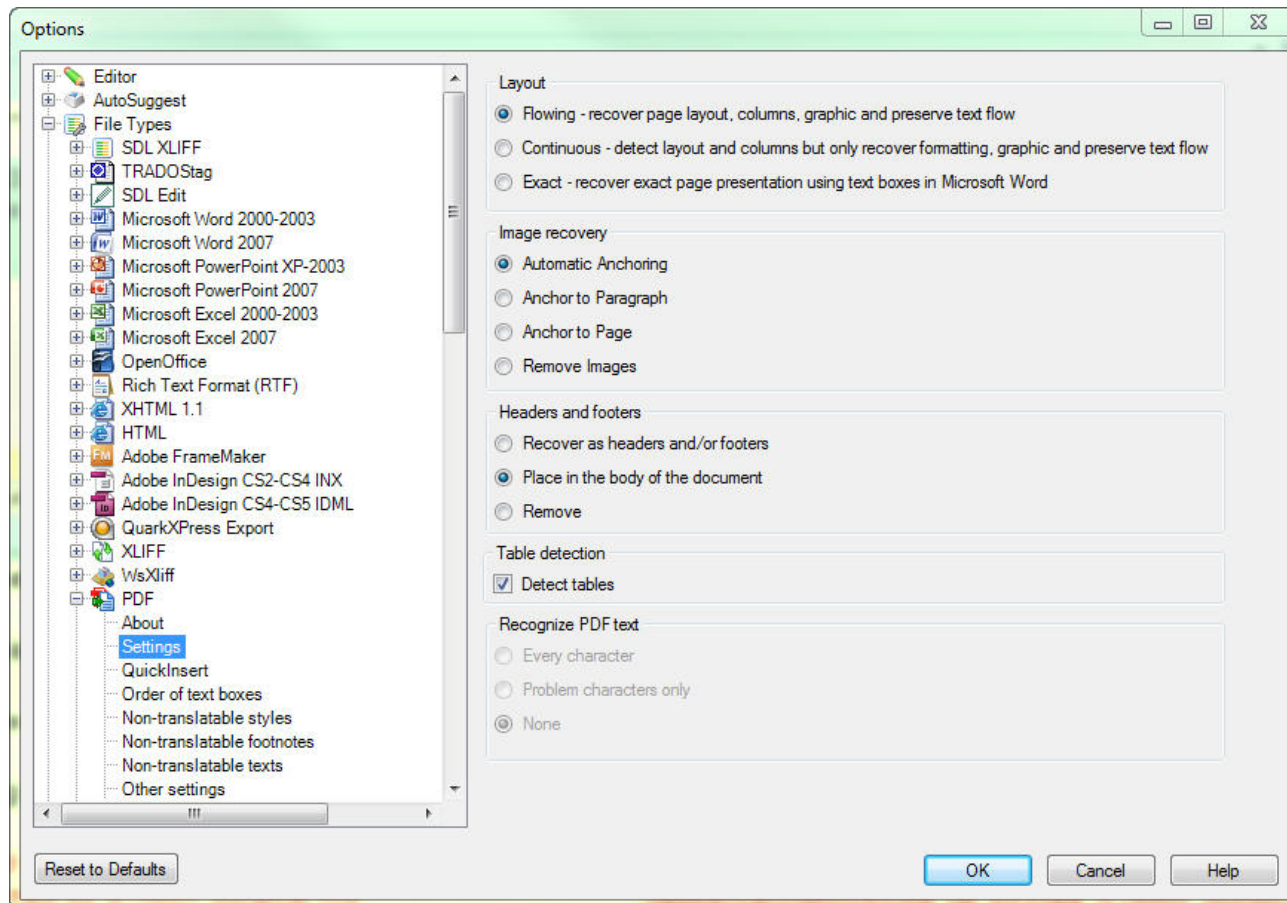 Options
Editor
AutoSuggest
File Types
SDL XLIFF
TRADOStag
SDL Edit
Microsoft Word 2000-2003
Microsoft Word 2007
Microsoft PowerPoint XP-2003
Microsoft PowerPoint 2007
Microsoft Excel 2000-2003
Microsoft Excel 2007
OpenOffice
Rich Text Format (RTF)
XHTML 1.1
HTML
Adobe FrameMaker
Adobe InDesign CS2-CS4 INX
Adobe InDesign CS4-CS5 IDML
QuarkXPress Export
XLIFF
WsXliff
PDF
About
Settings
QuickInsert
Order of text boxes
Non-translatable styles
Non-translatable footnotes
Non-translatable texts
Other settings
Layout
Flowing - recover page layout, columns, graphic and preserve text flow
Continuous - detect layout and columns but only recover formatting, graphic and preserve text flow
Exact - recover exact page presentation using text boxes in Microsoft Word
Image recovery
Automatic Anchoring
Anchor to Paragraph
Anchor to Page
Remove Images
Headers and footers
Recover as headers and/or footers
Place in the body of the document
Remove
Table detection
Detect tables
Recognize PDF text
Every character
Problem characters only
None
Reset to Defaults
OK
Cancel
Help